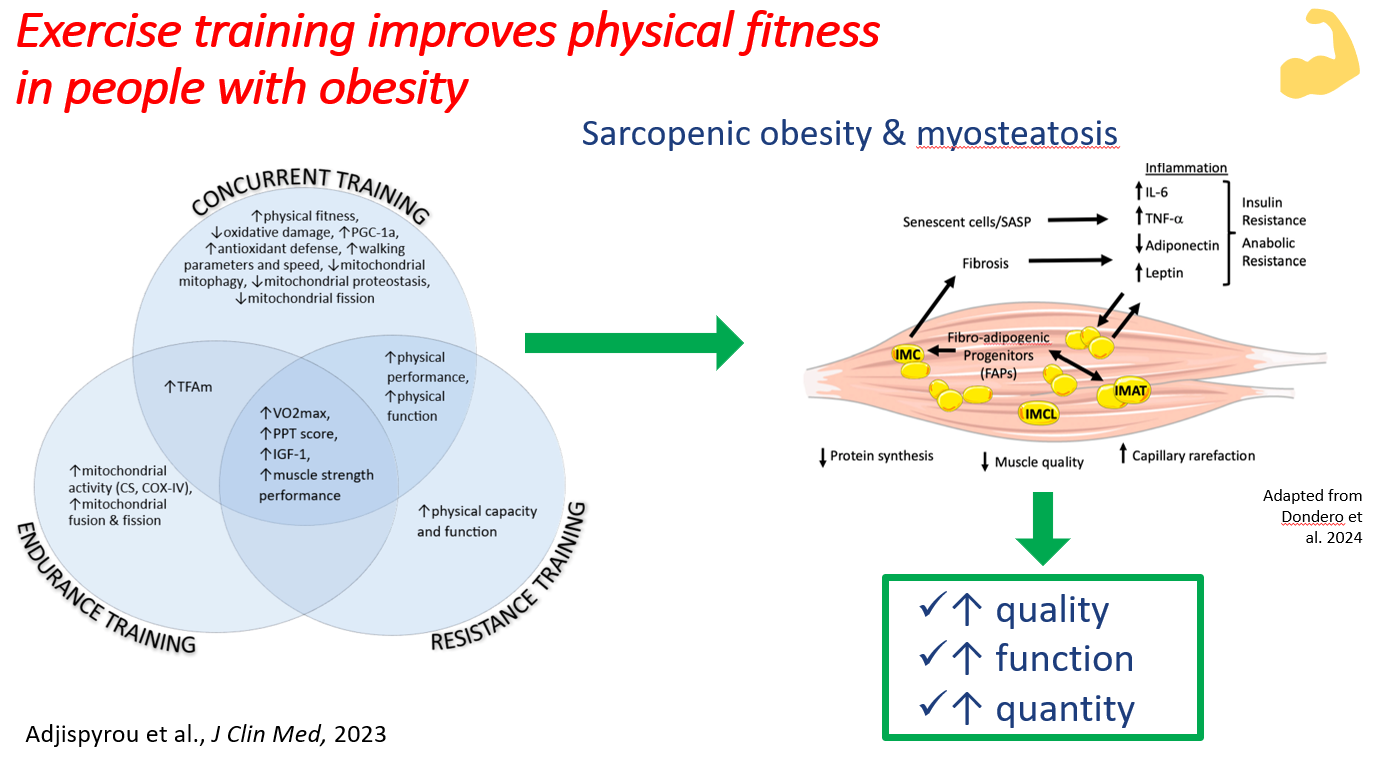 Exercise training improves physical fitness
in people with obesity
Sarcopenic obesity & myosteatosis
CONCURRENT TRAINING
↑physical fitness,
↓oxidative damage, ↑PGC-1a,
↑antioxidant defense, ↑walking
parameters and speed, ↓mitochondrial
mitophagy, ↓mitochondrial proteostasis,
↓mitochondrial fission
↑TFAm
↑physical
performance,
↑physical
function
↑VO2max,
↑PPT score,
↑IGF-1,
↑muscle strength
performance
↑mitochondrial
activity (CS, COX-IV),
↑mitochondrial
fusion & fission
↑physical capacity
and function
ENDURANCE TRAINING
RESISTANCE TRAINING
Adjispyrou et al., J Clin Med, 2023
Inflammation
↑IL-6
↑TNF-α
↓Adiponectin
↑Leptin
Insulin
Resistance
Anabolic
Resistance
Senescent cells/SASP
Fibrosis
Fibro-adipogenic
Progenitors
(FAPs)
IMC
IMAT
IMCL
↓Protein synthesis
↓Muscle quality
↑Capillary rarefaction
Adapted from
Dondero et
al. 2024
✓↑ quality
✓↑ function
✓↑ quantity